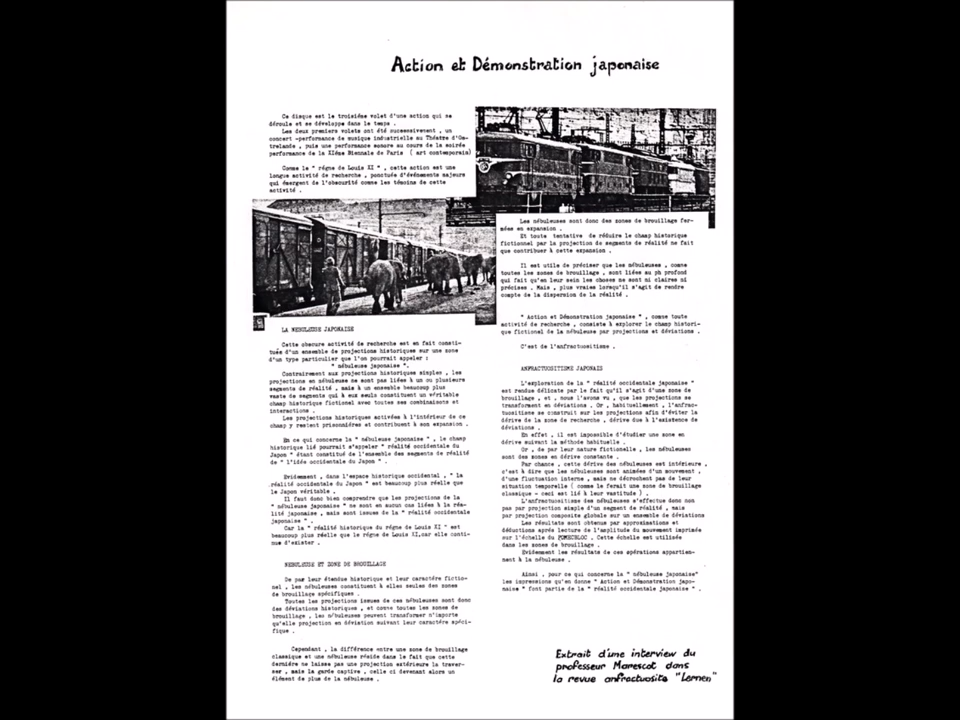 Action et Démonstration japonaise
Ce disque est le troisième volet d'une action qui se
déroule et se développe dans le temps .
Les deux premiers volets ont été sucessivement , un
concert -performance de musique industrielle au Théatre d'Os-
trelande , puis une performance sonore au cours de la soirée
performance de la XIème Biennale de Paris ( art contemporain)
Comme le " régne de Louis XI " , cette action est une
longue activité de recherche , ponctuée d'événements majeurs
qui émergent de l'obscurité comme les témoins de cette
activité .
LA NEBULEUSE JAPONAISE
Cette obscure activité de recherche est en fait consti-
tuée d'un ensemble de projections historiques sur une zone
d'un type particulier que l'on pourrait appeler :
" nébuleuse japonaise ".
Contrairement aux projections historiques simples , les
projections en nébuleuse ne sont pas liées à un ou plusieurs
segments de réalité , mais à un ensemble beaucoup plus
vaste de segments qui à eux seuls constituent un véritable
champ historique fictionnel avec toutes ses combinaisons et
interactions .
Les projections historiques activées à l'intérieur de ce
champ y restent prisonnières et contribuent à son expansion .
En ce qui concerne la " nébuleuse japonaise " , le champ
historique lié pourrait s'appeler " réalité occidentale du
Japon " étant constitué de l'ensemble des segments de réalité
de " l'idée occidentale du Japon " .
Evidemment , dans l'espace historique occidental , " la
réalité occidentale du Japon " est beaucoup plus réelle que
le Japon véritable .
Il faut donc bien comprendre que les projections de la
" nébuleuse japonaise " ne sont en aucun cas liées à la réa-
lité japonaise , mais sont issues de la " réalité occidentale
japonaise " .
Car la " réalité historique du régne de Louis XI " est
beaucoup plus réelle que le régne de Louis XI,car elle conti-
nue d'exister .
NEBULEUSE ET ZONE DE BROUILLAGE
De par leur étendue historique et leur caractère fictio-
nel , les nébuleuses constituent à elles seules des zones
de brouillage spécifiques .
Toutes les projections issues de ces nébuleuses sont donc
des déviations historiques , et comme toutes les zones de
brouillage , les nébuleuses peuvent transformer n'importe
qu'elle projection en déviation suivant leur caractère spéci-
fique .
Cependant , la différence entre une zone de brouillage
classique et une nébuleuse réside dans le fait que cette
dernière ne laisse pas une projection extérieure la traver-
ser , mais la garde captive , celle ci devenant alors un
élément de plus de la nébuleuse .
Les nébuleuses sont donc des zones de brouillage fer-
mées en expansion .
Et toute tentative de réduire le champ historique
fictionnel par la projection de segments de réalité ne fait
que contribuer à cette expansion .
Il est utile de préciser que les nébuleuses , comme
toutes les zones de brouillage , sont liées au ph profond
qui fait qu'en leur sein les choses ne sont ni claires ni
précises . Mais , plus vraies lorsqu'il s'agit de rendre
compte de la dispersion de la réalité .
" Action et Démonstration japonaise " , comme toute
activité de recherche , consiste à explorer le champ histori-
que fictionel de la nébuleuse par projections et déviations .
C'est de l'anfractuositisme .
ANFRACTUOSITISME JAPONAIS
L'exploration de la " réalité occidentale japonaise "
est rendue délicate par le fait qu'il s'agit d'une zone de
brouillage , et , nous l'avons vu , que les projections se
transforment en déviations . Or , habituellement , l'anfrac-
tuositisme se construit sur les projections afin d'éviter la
dérive de la zone de recherche , dérive due à l'existence de
déviations .
En effet , il est impossible d'étudier une zone en
dérive suivant la méthode habituelle .
Or , de par leur nature fictionelle , les nébuleuses
sont des zones en dérive constante .
Par chance , cette dérive des nébuleuses est intérieure ,
c'est à dire que les nébuleuses sont animées d'un mouvement ,
d'une fluctuation interne , mais ne décrochent pas de leur
situation temporelle ( comme le ferait une zone de brouillage
classique - ceci est lié à leur vastitude ) .
L'anfractuositisme des nébuleuses s'effectue donc non
pas par projection simple d'un segment de réalité , mais
par projection composite globale sur un ensemble de déviations
Les résultats sont obtenus par approximations et
déductions après lecture de l'amplitude du mouvement imprimée
sur l'échelle du POMECBLOC . Cette échelle est utilisée
dans les zones de brouillage .
Evidemment les résultats de ces opérations appartien-
nent à la nébuleuse .
Ainsi , pour ce qui concerne la " nébuleuse japonaise"
les impressions qu'en donne " Action et Démonstration japo-
naise " font partie de la " réalité occidentale japonaise " .
Extrait d'une interview du
professeur Marescot dans
la revue anfractuosite "Lernen"